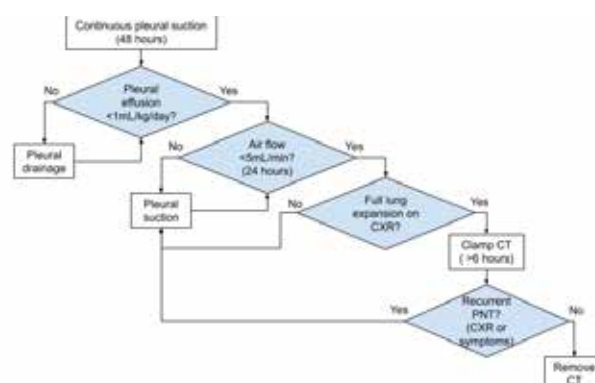 Continuous pleural suction
(48 hours)
No
Pleural
effusion
<1mL/kg/day?
Yes
Pleural
drainage
No
Air flow
<5mL/min?
(24 hours)
Yes
Pleural
suction
No
Full lung
expansion on
CXR?
Yes
Clamp CT
( >6 hours)
Yes
Recurrent
PNT?
(CXR or
symptoms)
No
Remove
CT